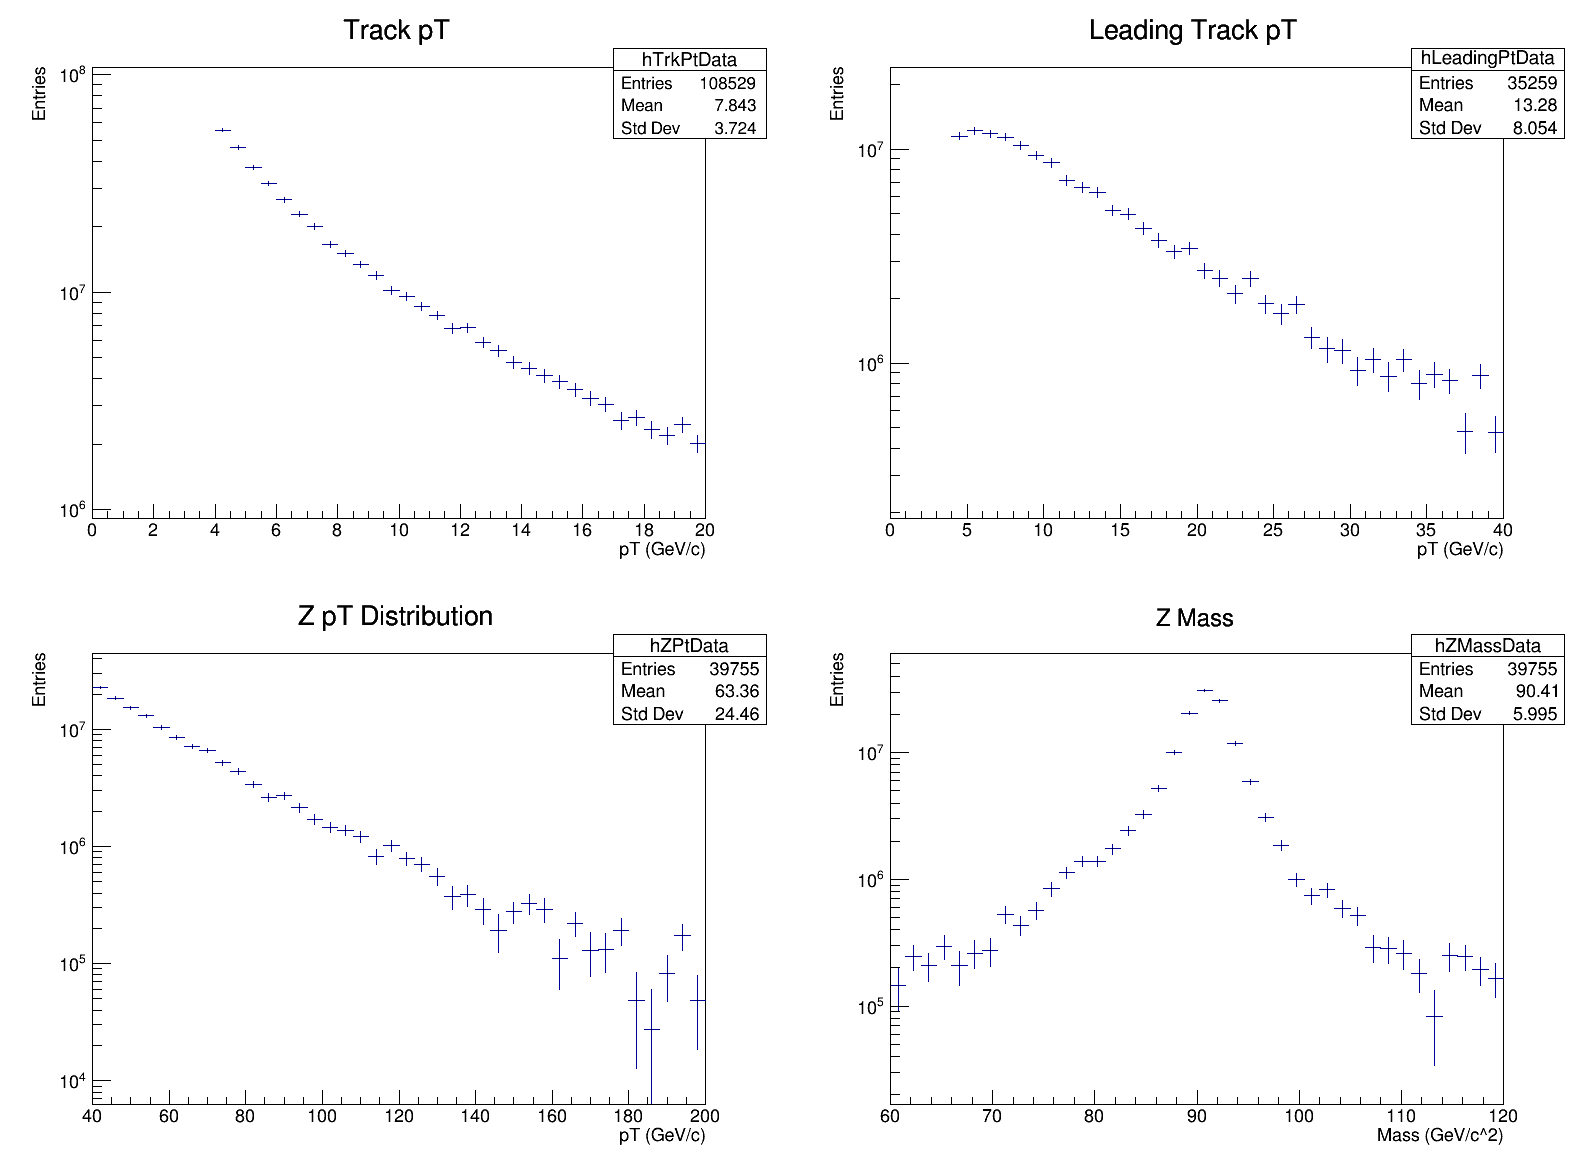 Track pT
Entries
hTrkPtData
Entries 108529
Mean 7.843
Std Dev 3.724
10^8
10^7
10^6
0 2 4 6 8 10 12 14 16 18 20
pT (GeV/c)
Leading Track pT
Entries
hLeadingPtData
Entries 35259
Mean 13.28
Std Dev 8.054
10^7
10^6
0 5 10 15 20 25 30 35 40
pT (GeV/c)
Z pT Distribution
Entries
hZPtData
Entries 39755
Mean 63.36
Std Dev 24.46
10^7
10^6
10^5
10^4
40 60 80 100 120 140 160 180 200
pT (GeV/c)
Z Mass
Entries
hZMassData
Entries 39755
Mean 90.41
Std Dev 5.995
10^7
10^6
10^5
60 70 80 90 100 110 120
Mass (GeV/c^2)